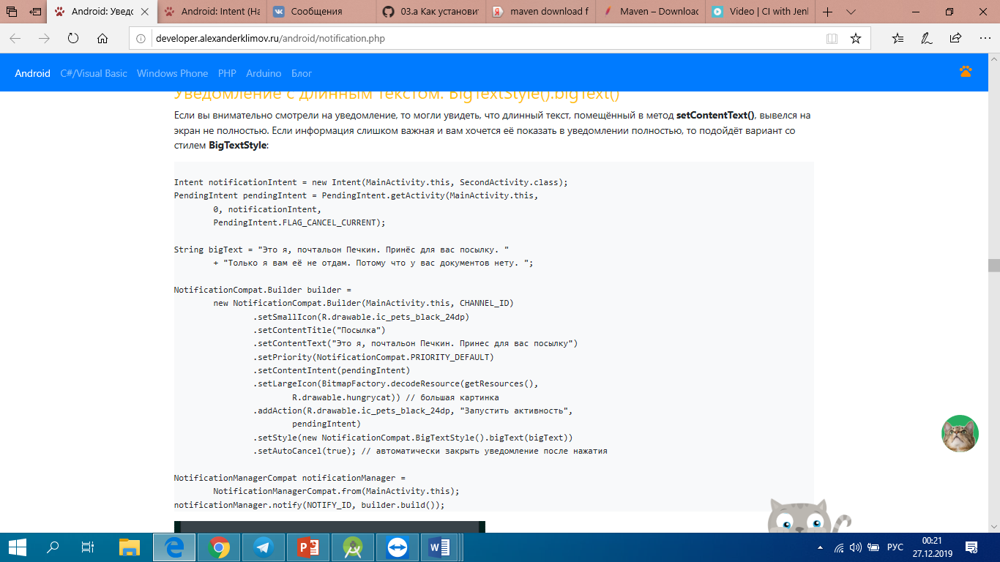 Android: Уведо
Android: Intent (На
Сообщения
03.а Как установит
maven download f
Maven – Downloac
Video | CI with Jenl
developer.alexanderklimov.ru/android/notification.php
Android C#/Visual Basic Windows Phone PHP Arduino Блог
Уведомление с длинным текстом. BigTextStyle().bigText()
Если вы внимательно смотрели на уведомление, то могли увидеть, что длинный текст, помещённый в метод setContentText(), вывелся на
экран не полностью. Если информация слишком важная и вам хочется её показать в уведомлении полностью, то подойдёт вариант со
стилем BigTextStyle:
Intent notificationIntent = new Intent(MainActivity.this, SecondActivity.class);
PendingIntent pendingIntent = PendingIntent.getActivity(MainActivity.this,
0, notificationIntent,
PendingIntent.FLAG_CANCEL_CURRENT);
String bigText = "Это я, почтальон Печкин. Принёс для вас посылку. "
+ "Только я вам её не отдам. Потому что у вас документов нету. ";
NotificationCompat.Builder builder =
new NotificationCompat.Builder(MainActivity.this, CHANNEL_ID)
.setSmallIcon(R.drawable.ic_pets_black_24dp)
.setContentTitle("Посылка")
.setContentText("Это я, почтальон Печкин. Принес для вас посылку")
.setPriority(NotificationCompat.PRIORITY_DEFAULT)
.setContentIntent(pendingIntent)
.setLargeIcon(BitmapFactory.decodeResource(getResources(),
R.drawable.hungrycat)) // большая картинка
.addAction(R.drawable.ic_pets_black_24dp, "Запустить активность",
pendingIntent)
.setStyle(new NotificationCompat.BigTextStyle().bigText(bigText))
.setAutoCancel(true); // автоматически закрыть уведомление после нажатия
NotificationManagerCompat notificationManager =
NotificationManagerCompat.from(MainActivity.this);
notificationManager.notify(NOTIFY_ID, builder.build());
РУС
00:21
27.12.2019